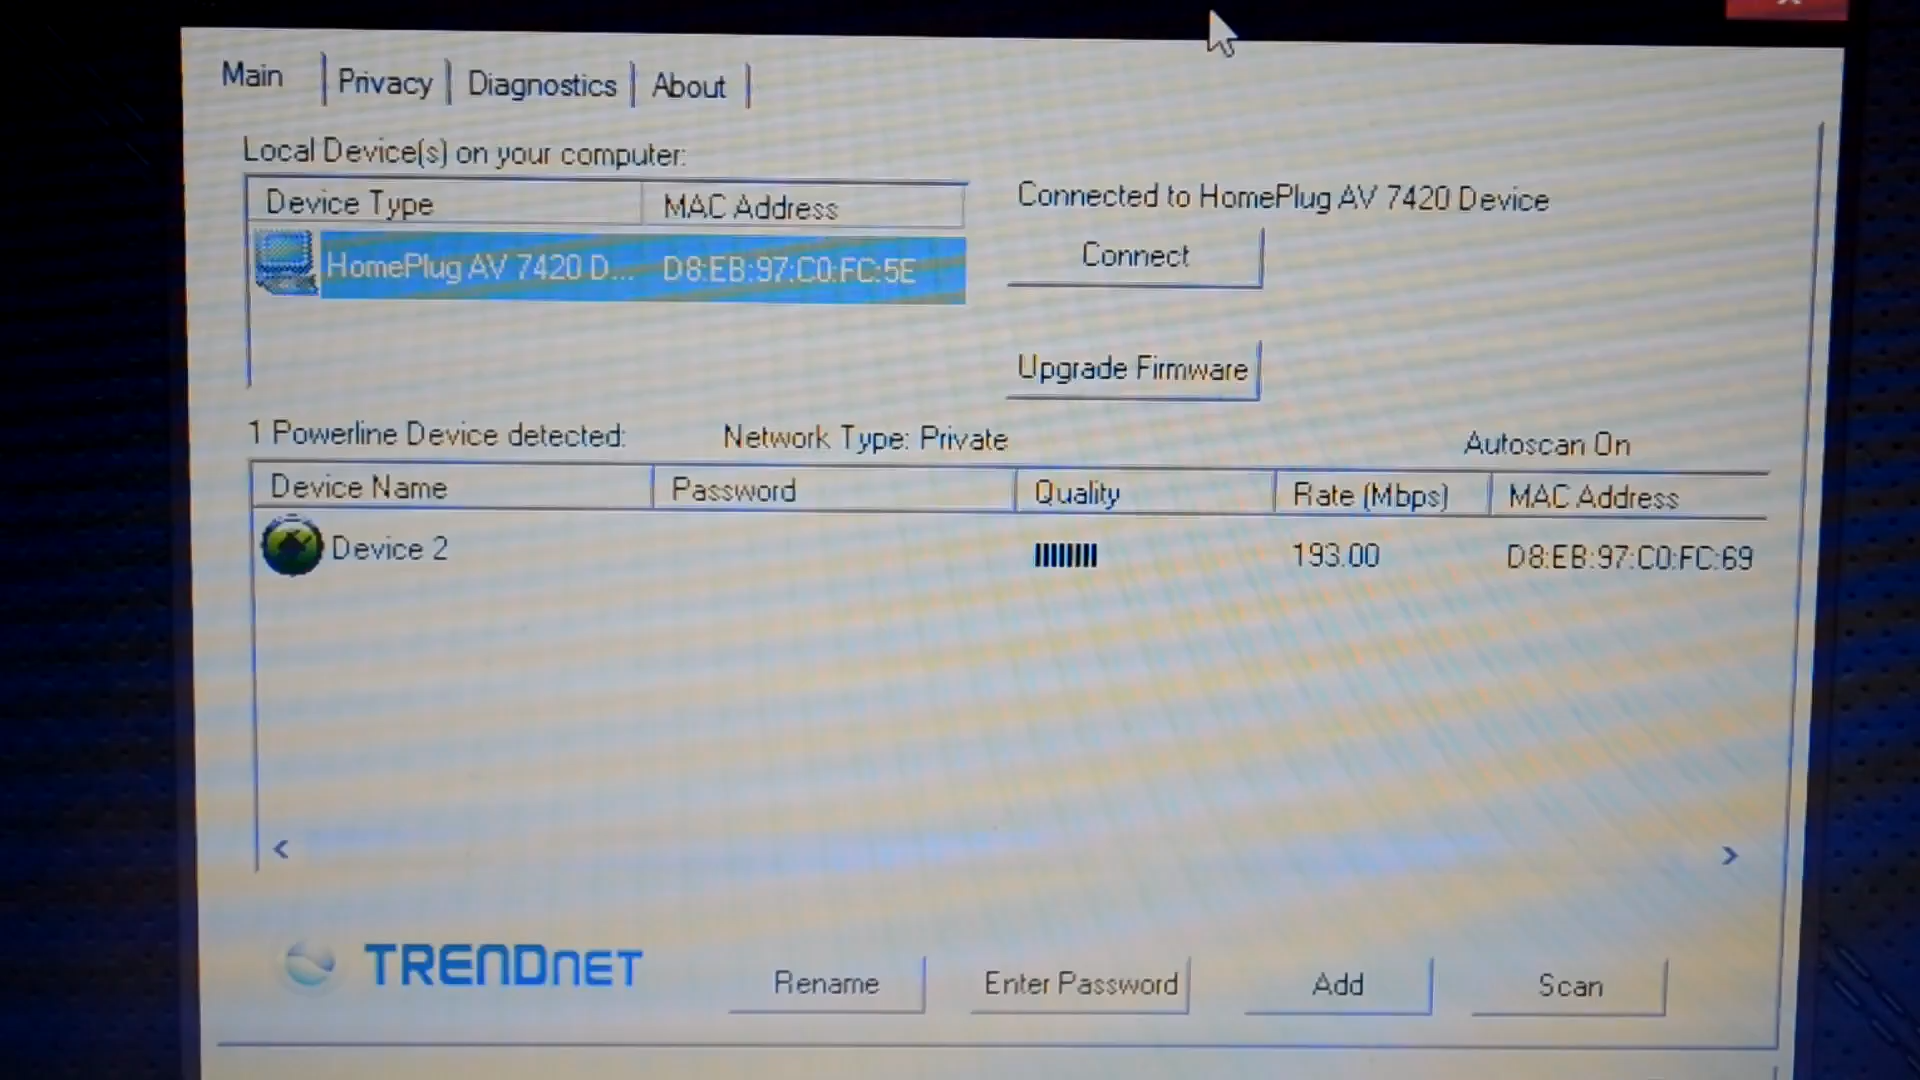 Main Privacy Diagnostics About
Local Device(s) on your computer:
Device Type MAC Address
HomePlug AV 7420 D... D8:EB:97:C0:FC:5E
Connected to HomePlug AV 7420 Device
Connect
Upgrade Firmware
1 Powerline Device detected: Network Type: Private Autoscan On
Device Name Password Quality Rate (Mbps) MAC Address
Device 2 193.00 D8:EB:97:C0:FC:69
TRENDNET
Rename Enter Password Add Scan